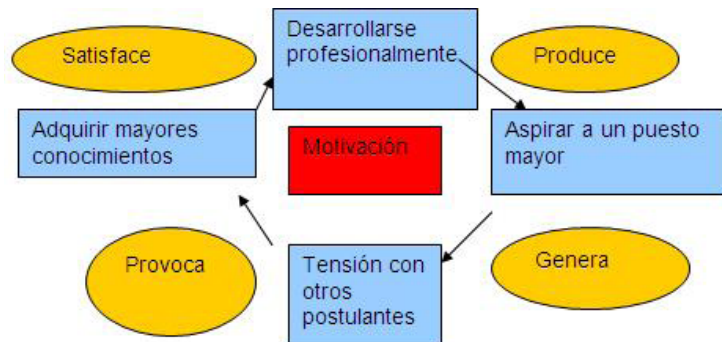 Satisface
Desarrollarse
profesionalmente
Produce
Adquirir mayores
conocimientos
Motivación
Aspirar a un puesto
mayor
Provoca
Tensión con
otros
postulantes
Genera